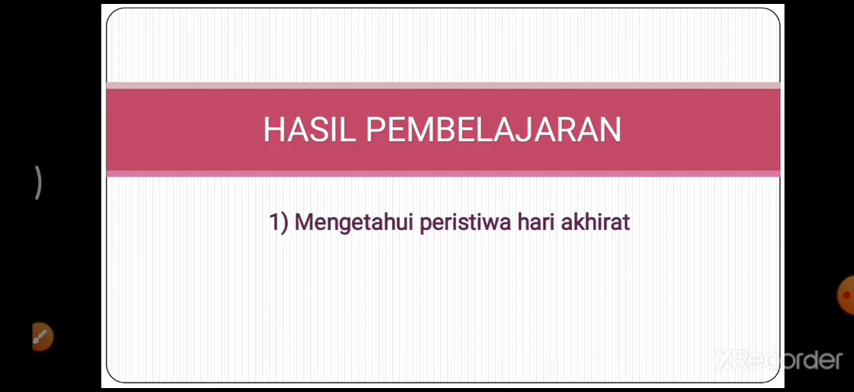 HASIL PEMBELAJARAN
1) Mengetahui peristiwa hari akhirat
XRecorder